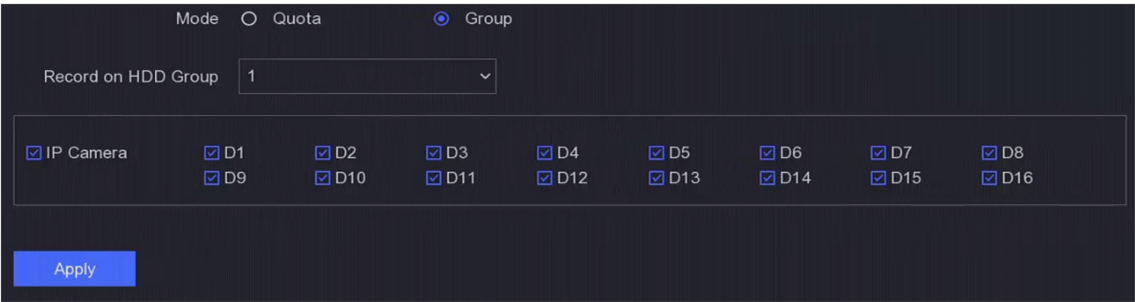 Mode Quota Group
Record on HDD Group 1
IP Camera D1 D2 D3 D4 D5 D6 D7 D8
D9 D10 D11 D12 D13 D14 D15 D16
Apply